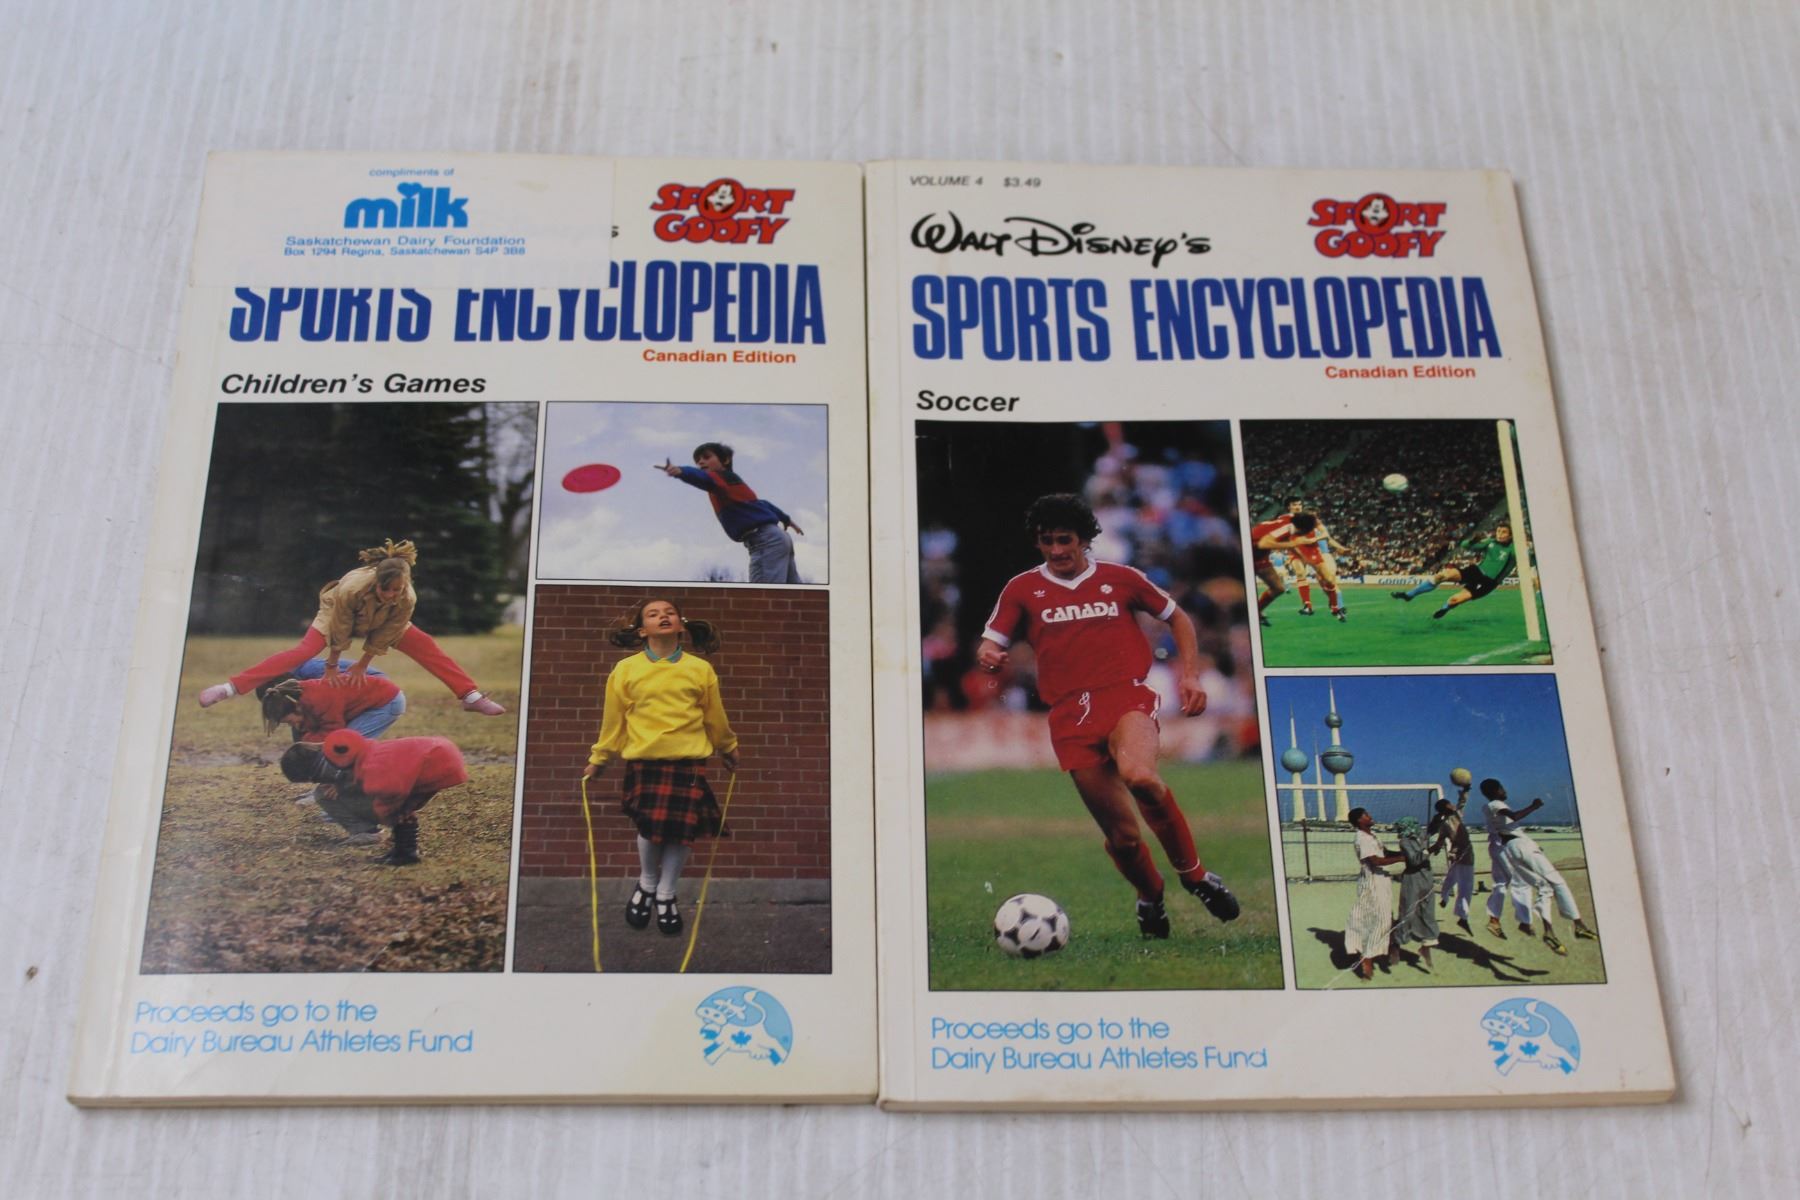 compliments of
milk
Saskatchewan Dairy Foundation
Box 1294 Regina, Saskatchewan S4P 3B8
s
SPORT
GOOFY
SPORTS ENCYCLOPEDIA
Canadian Edition
Children's Games
Proceeds go to the
Dairy Bureau Athletes Fund
VOLUME 4 $3.49
WALT DISNEY'S
SPORT
GOOFY
SPORTS ENCYCLOPEDIA
Canadian Edition
Soccer
CANADA
GOODYEAR
Proceeds go to the
Dairy Bureau Athletes Fund